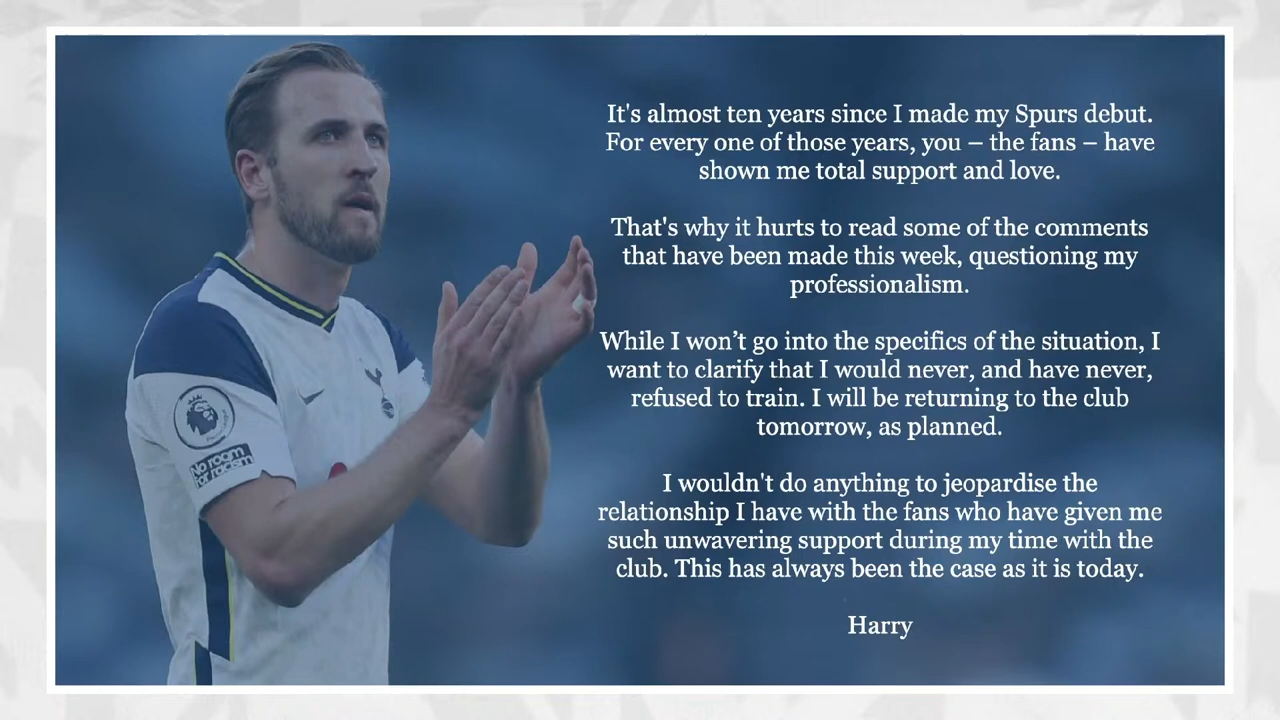 It's almost ten years since I made my Spurs debut.
For every one of those years, you – the fans – have
shown me total support and love.
That's why it hurts to read some of the comments
that have been made this week, questioning my
professionalism.
While I won’t go into the specifics of the situation, I
want to clarify that I would never, and have never,
refused to train. I will be returning to the club
tomorrow, as planned.
I wouldn't do anything to jeopardise the
relationship I have with the fans who have given me
such unwavering support during my time with the
club. This has always been the case as it is today.
Harry
No room
for racism